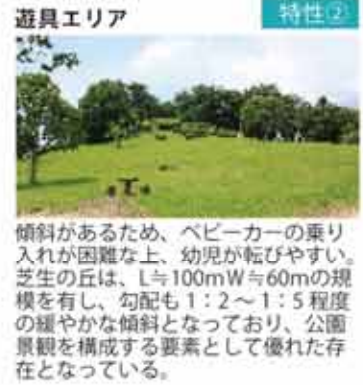 遊具エリア 特性②
傾斜があるため、ベビーカーの乗り
入れが困難な上、幼児が転びやすい。
芝生の丘は、L≒100mW≒60mの規
模を有し、勾配も1：2～1：5程度
の緩やかな傾斜となっており、公園
景観を構成する要素として優れた存
在となっている。